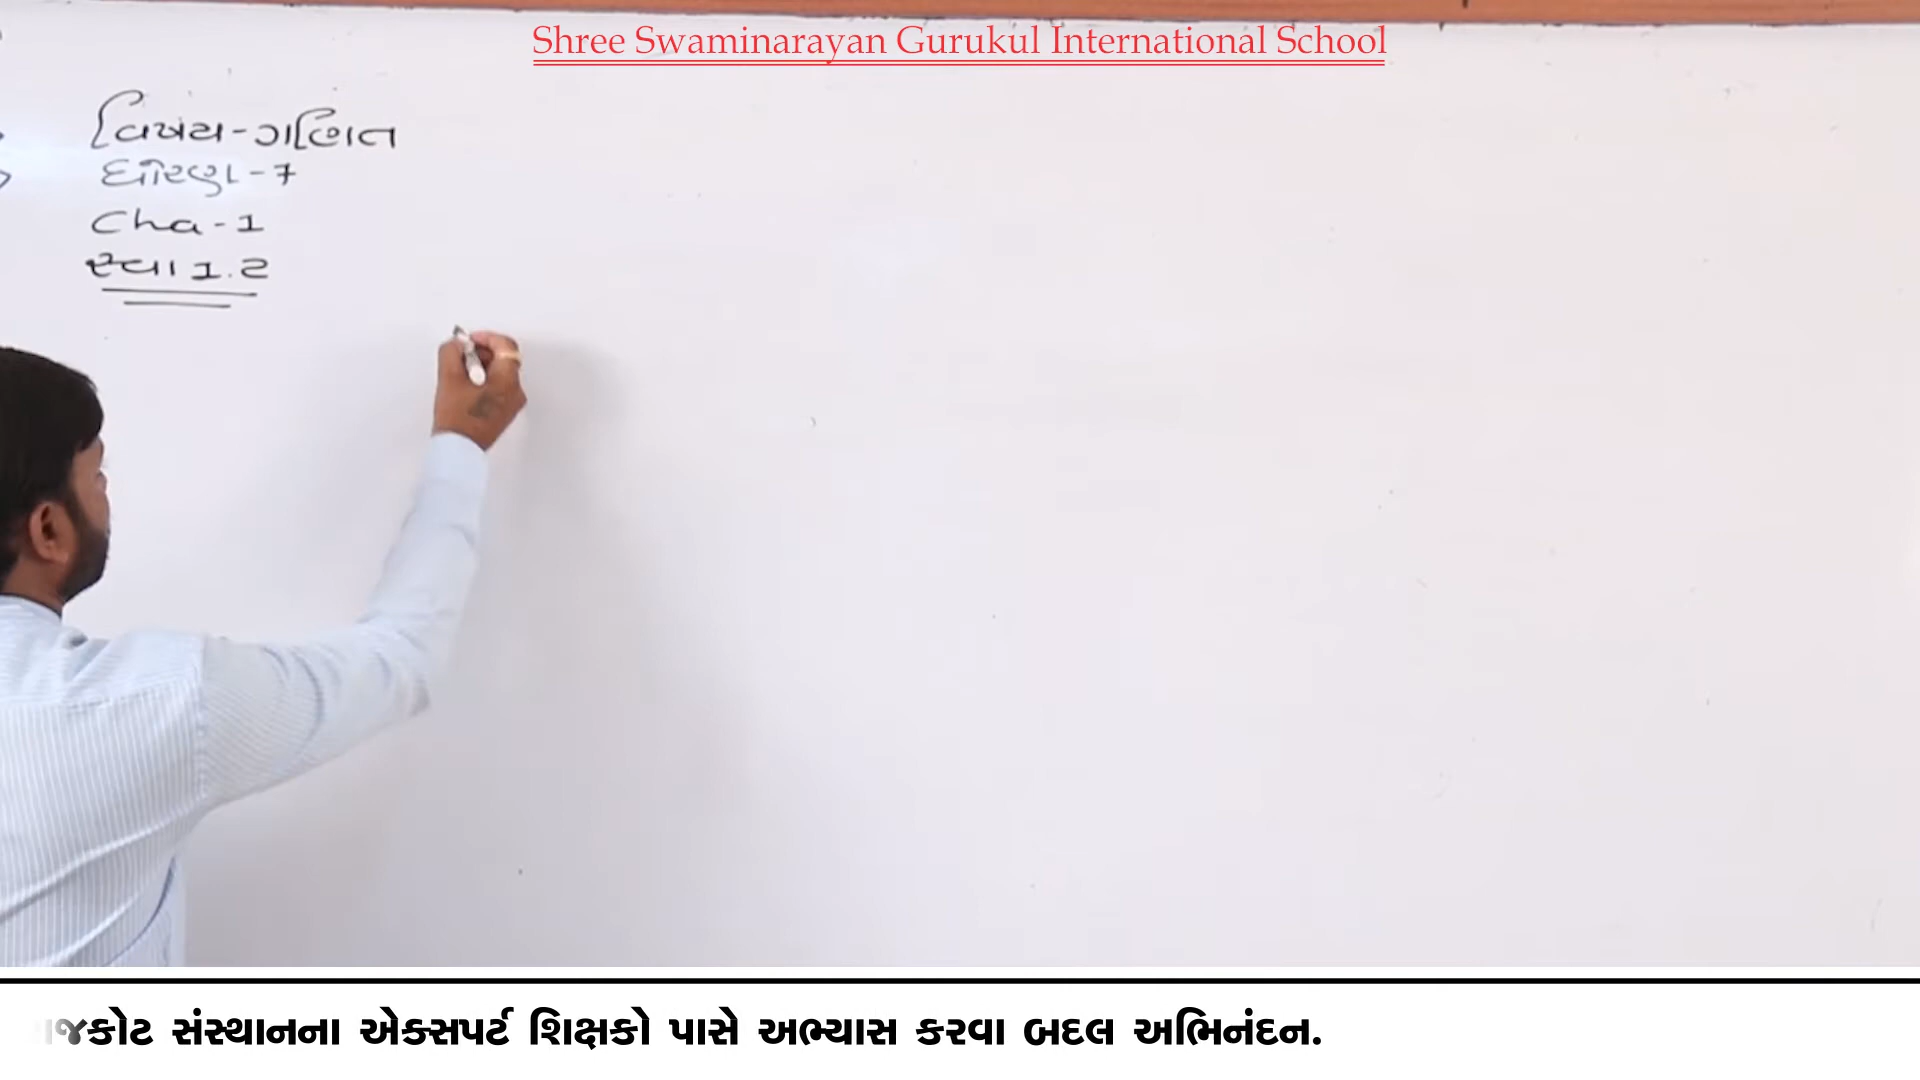 Shree Swaminarayan Gurukul International School
વિષય-ગણિત
ધોરણ-7
Cha-1
સ્વા 1.2
જકોટ સંસ્થાનના એક્સપર્ટ શિક્ષકો પાસે અભ્યાસ કરવા બદલ અભિનંદન.